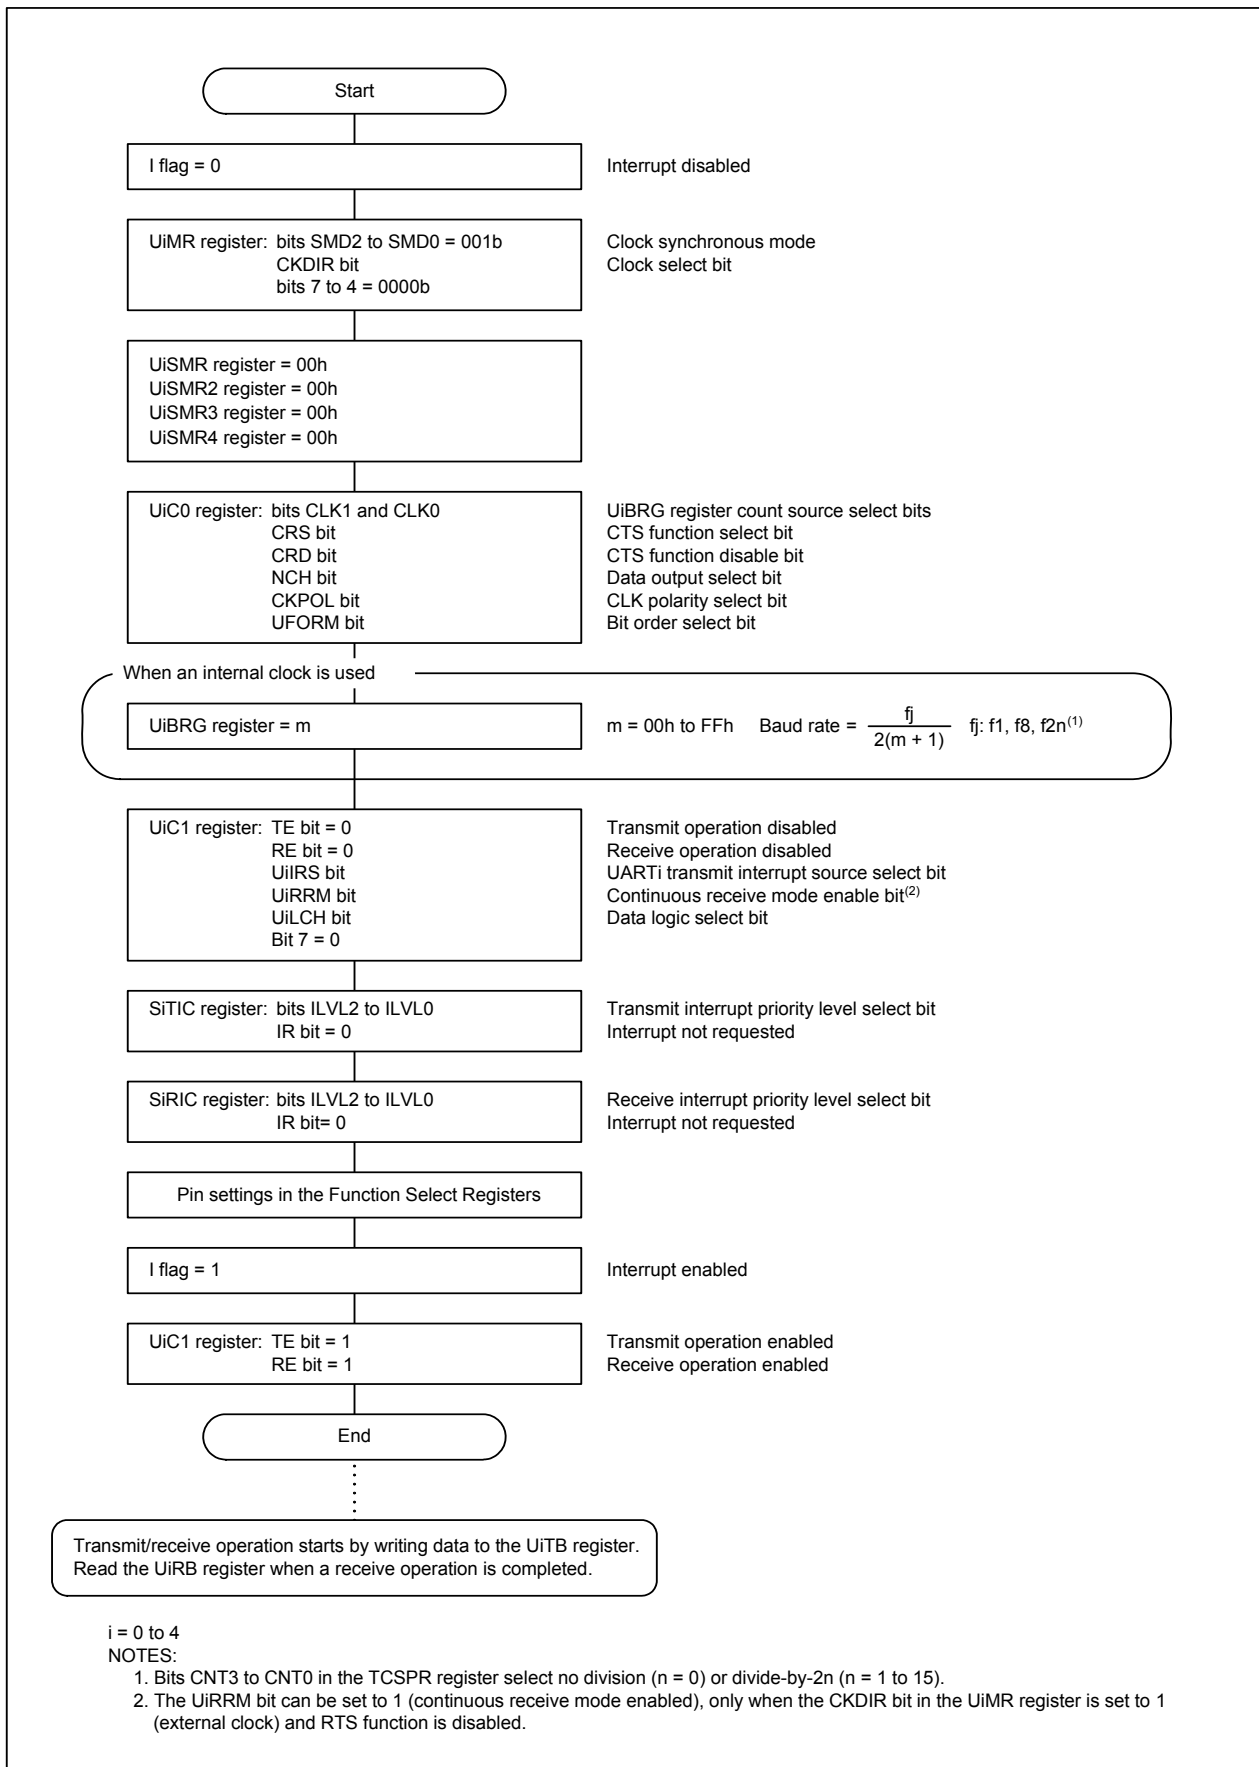 Start
I flag = 0 Interrupt disabled
UiMR register: bits SMD2 to SMD0 = 001b Clock synchronous mode
CKDIR bit Clock select bit
bits 7 to 4 = 0000b
UiSMR register = 00h
UiSMR2 register = 00h
UiSMR3 register = 00h
UiSMR4 register = 00h
UiC0 register: bits CLK1 and CLK0 UiBRG register count source select bits
CRS bit CTS function select bit
CRD bit CTS function disable bit
NCH bit Data output select bit
CKPOL bit CLK polarity select bit
UFORM bit Bit order select bit
When an internal clock is used
UiBRG register = m m = 00h to FFh Baud rate = fj / 2(m + 1) fj: f1, f8, f2n(1)
UiC1 register: TE bit = 0 Transmit operation disabled
RE bit = 0 Receive operation disabled
UiIRS bit UARTi transmit interrupt source select bit
UiRRM bit Continuous receive mode enable bit(2)
UiLCH bit Data logic select bit
Bit 7 = 0
SiTIC register: bits ILVL2 to ILVL0 Transmit interrupt priority level select bit
IR bit = 0 Interrupt not requested
SiRIC register: bits ILVL2 to ILVL0 Receive interrupt priority level select bit
IR bit= 0 Interrupt not requested
Pin settings in the Function Select Registers
I flag = 1 Interrupt enabled
UiC1 register: TE bit = 1 Transmit operation enabled
RE bit = 1 Receive operation enabled
End
Transmit/receive operation starts by writing data to the UiTB register.
Read the UiRB register when a receive operation is completed.
i = 0 to 4
NOTES:
1. Bits CNT3 to CNT0 in the TCSPR register select no division (n = 0) or divide-by-2n (n = 1 to 15).
2. The UiRRM bit can be set to 1 (continuous receive mode enabled), only when the CKDIR bit in the UiMR register is set to 1
(external clock) and RTS function is disabled.